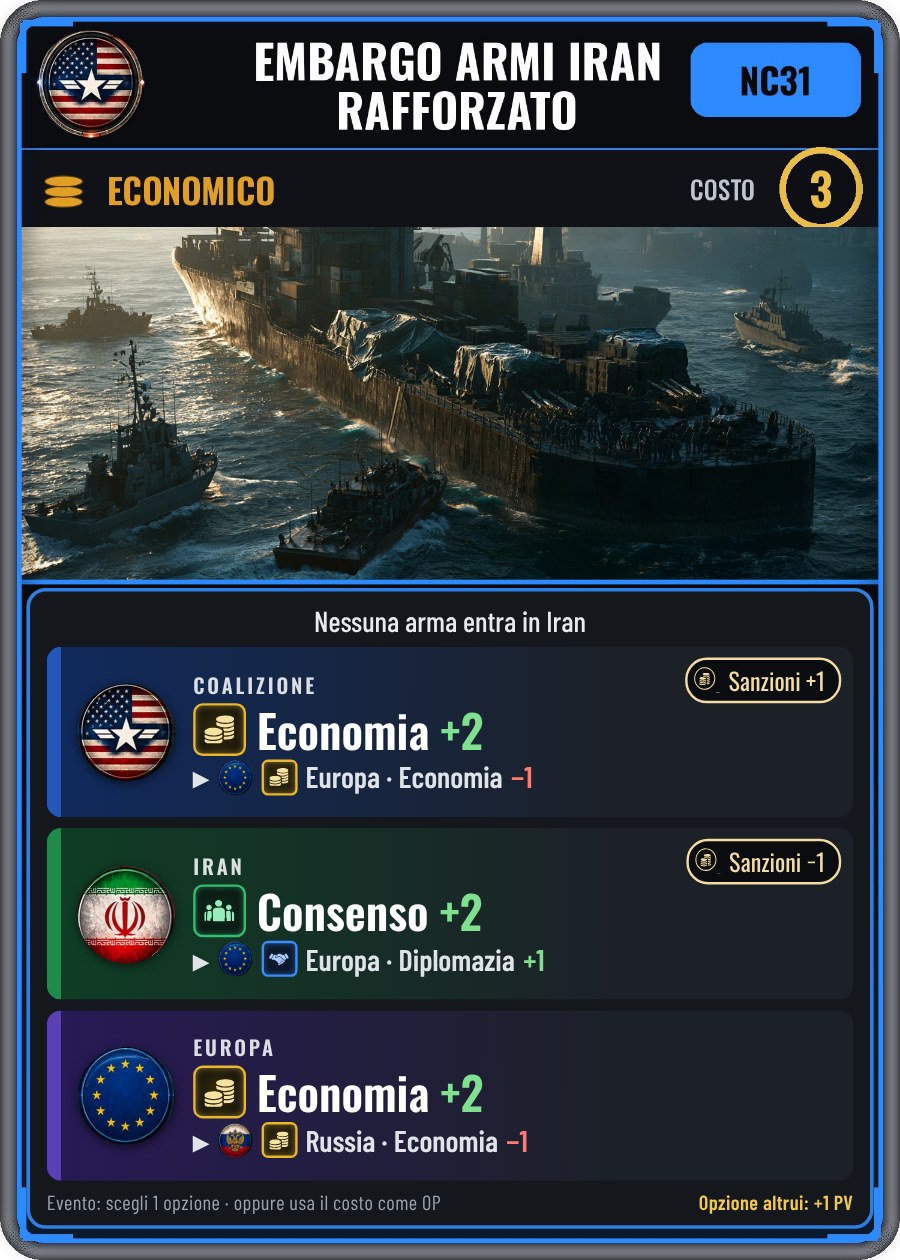 EMBARGO ARMI IRAN
RAFFORZATO
NC31
ECONOMICO
COSTO
3
Nessuna arma entra in Iran
COALIZIONE
Sanzioni +1
Economia +2
▶ Europa · Economia −1
IRAN
Sanzioni −1
Consenso +2
▶ Europa · Diplomazia +1
EUROPA
Economia +2
▶ Russia · Economia −1
Evento: scegli 1 opzione · oppure usa il costo come OP
Opzione altrui: +1 PV